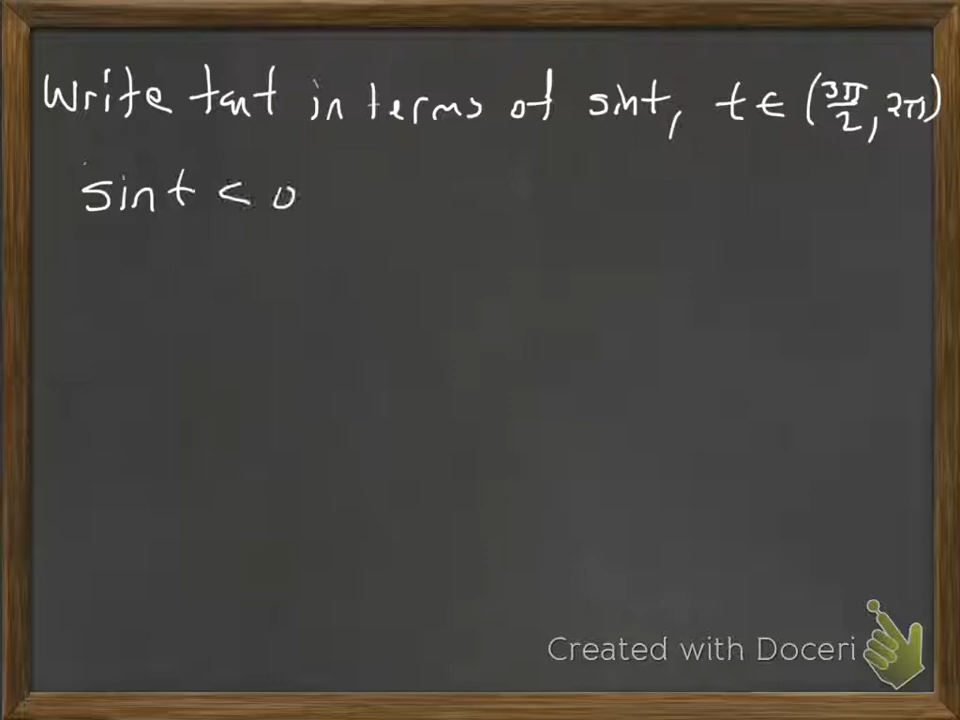 Write tant in terms of sint, t ∈ (3π/2, 2π)
sint < 0
Created with Doceri